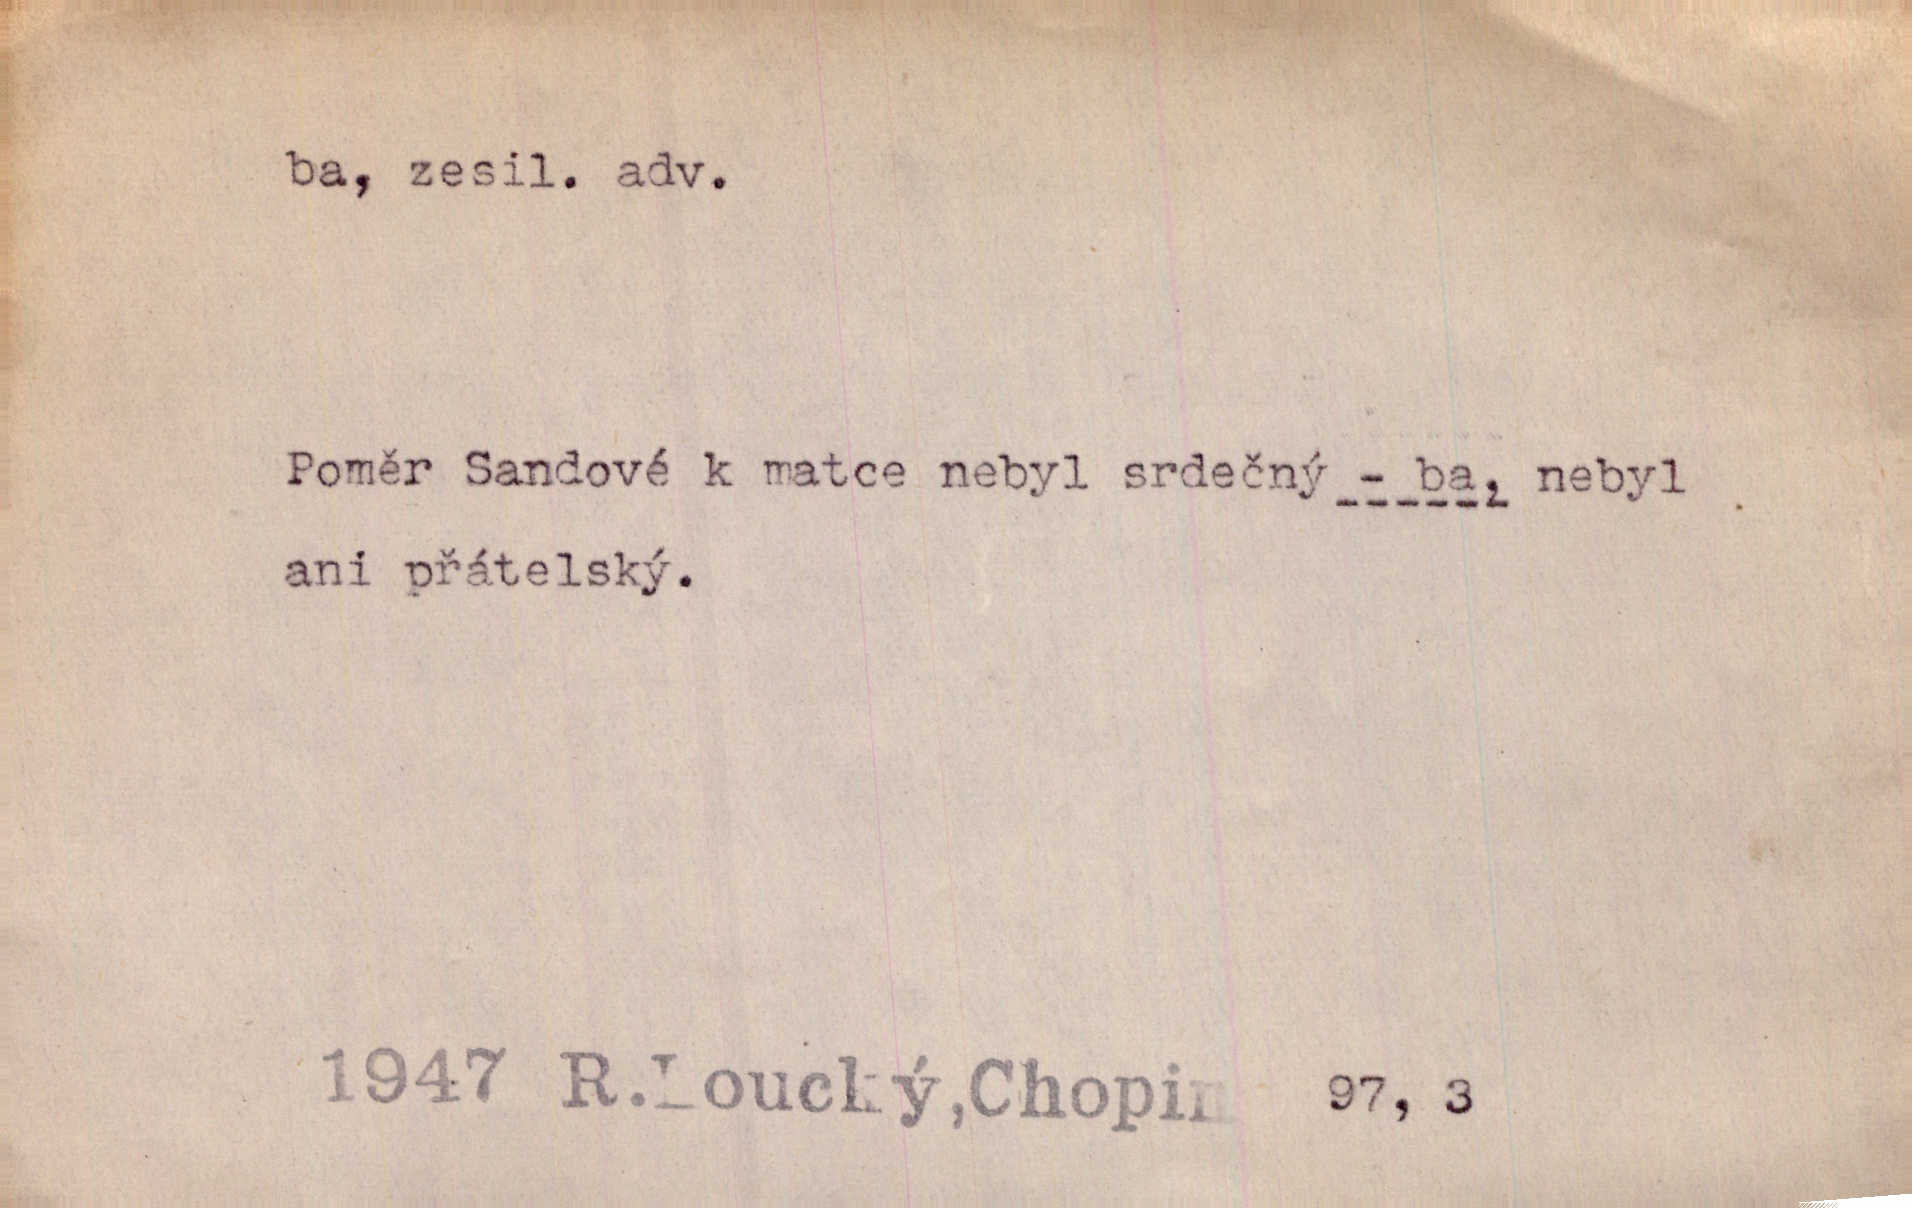 ba, zesil. adv.
Poměr Sandové k matce nebyl srdečný - ba, nebyl
ani přátelský.
1947 R.Loucký,Chopin 97, 3